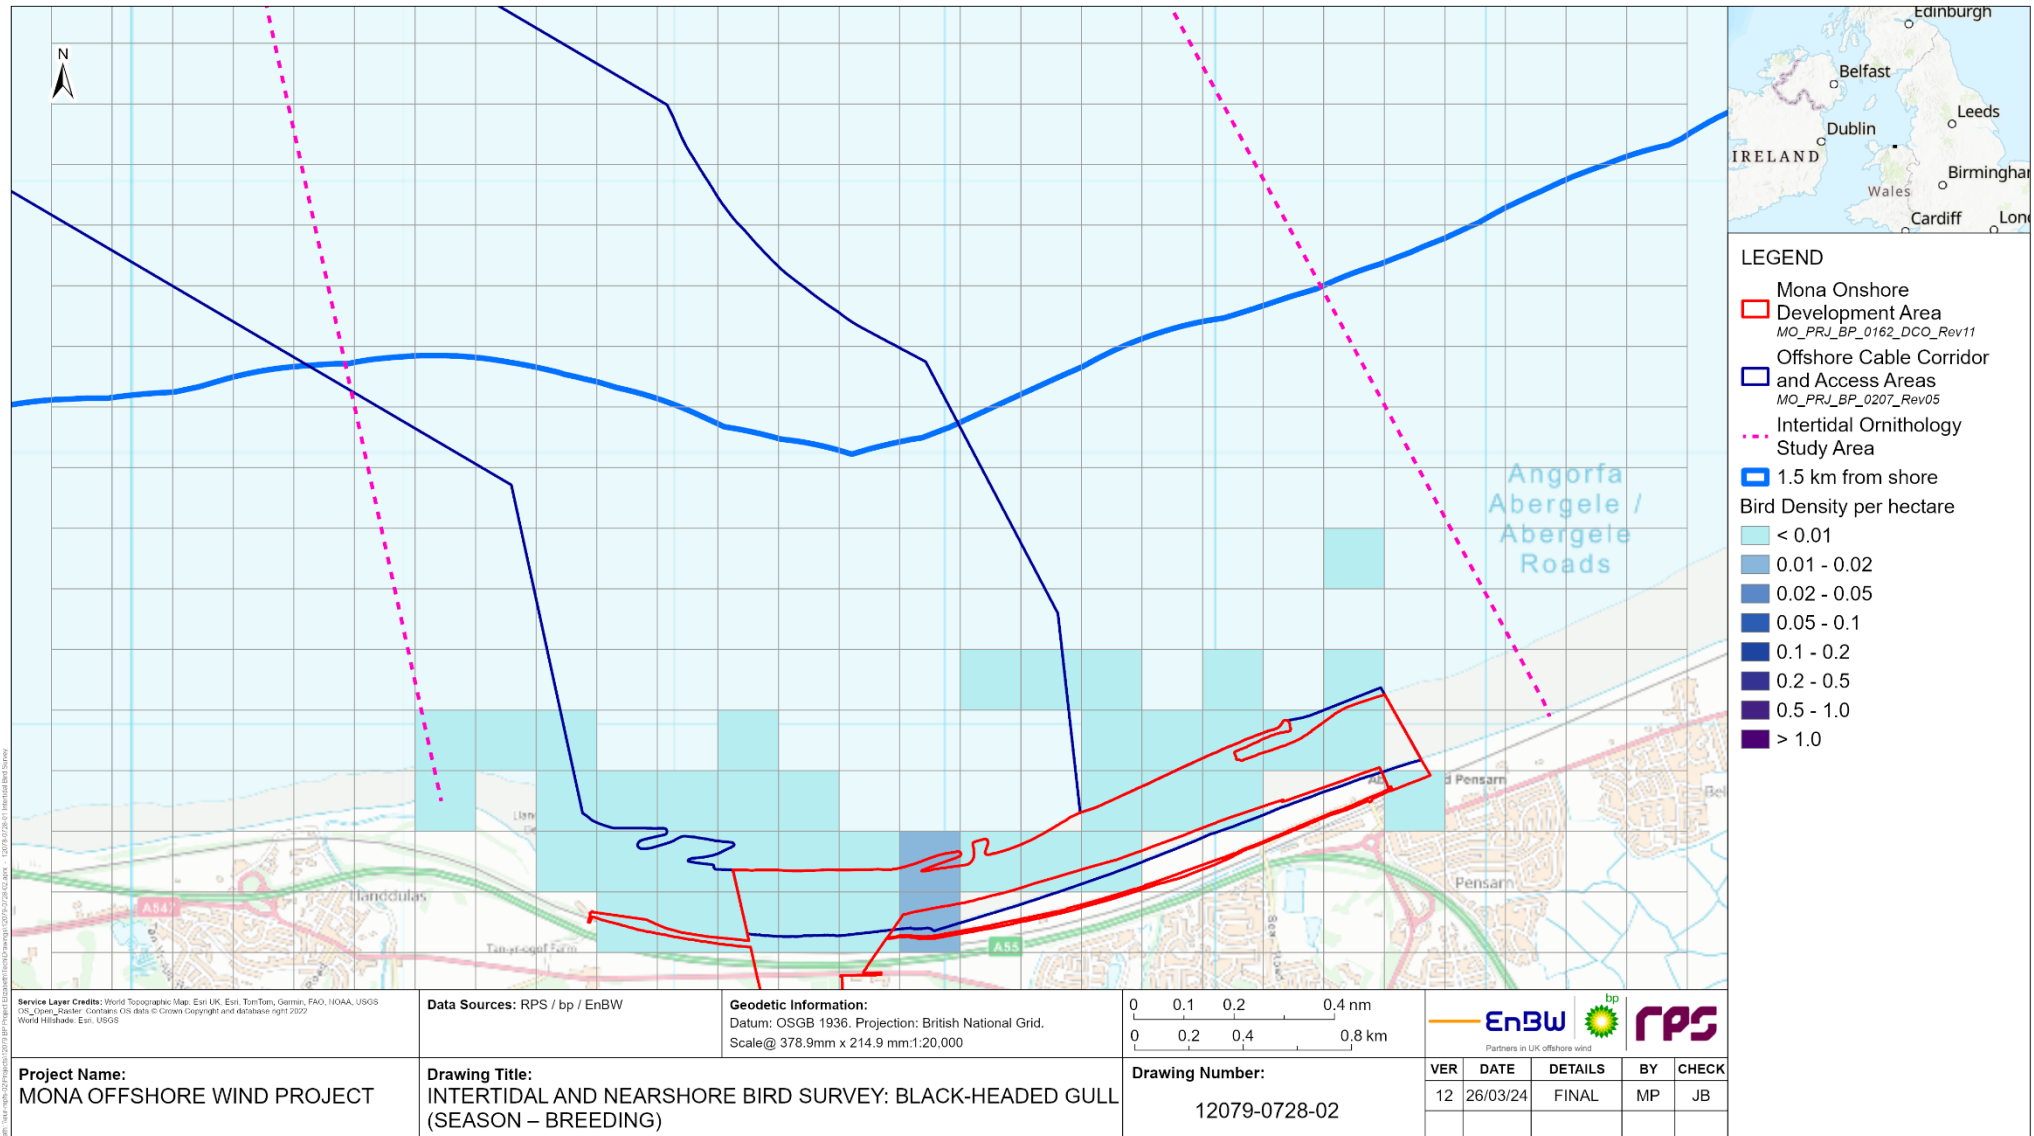 N
Angorfa
Abergele /
Abergele
Roads
Llanddulas
A547
Tan-yr-ogof Farm
A55
d Pensarn
Pensarn
Edinburgh
Belfast
Leeds
Dublin
IRELAND
Birmingham
Wales
Cardiff
Lond
LEGEND
Mona Onshore
Development Area
MO_PRJ_BP_0162_DCO_Rev11
Offshore Cable Corridor
and Access Areas
MO_PRJ_BP_0207_Rev05
Intertidal Ornithology
Study Area
1.5 km from shore
Bird Density per hectare
< 0.01
0.01 - 0.02
0.02 - 0.05
0.05 - 0.1
0.1 - 0.2
0.2 - 0.5
0.5 - 1.0
> 1.0
Service Layer Credits: World Topographic Map: Esri UK, Esri, TomTom, Garmin, FAO, NOAA, USGS
OS_Open_Raster: Contains OS data © Crown Copyright and database right 2022
World Hillshade: Esri, USGS
Data Sources: RPS / bp / EnBW
Geodetic Information:
Datum: OSGB 1936. Projection: British National Grid.
Scale@ 378.9mm x 214.9 mm:1:20,000
0 0.1 0.2 0.4 nm
0 0.2 0.4 0.8 km
EnBW bp rps
Partners in UK offshore wind
Project Name:
MONA OFFSHORE WIND PROJECT
Drawing Title:
INTERTIDAL AND NEARSHORE BIRD SURVEY: BLACK-HEADED GULL
(SEASON – BREEDING)
Drawing Number:
12079-0728-02
VER DATE DETAILS BY CHECK
12 26/03/24 FINAL MP JB